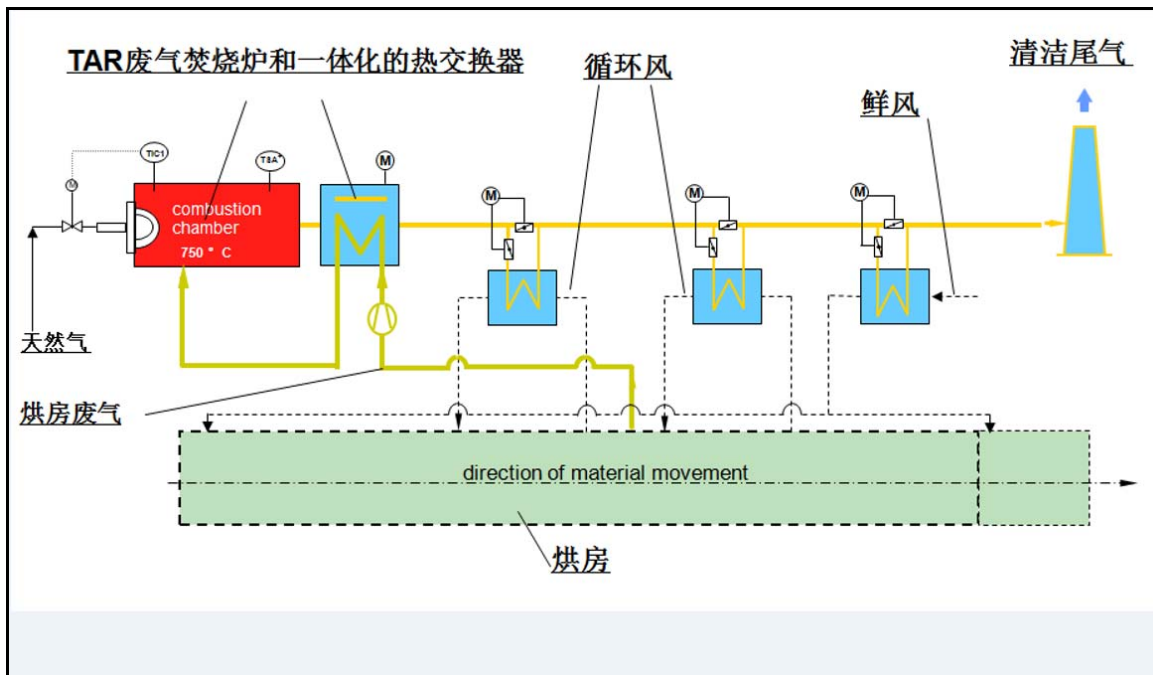 TAR废气焚烧炉和一体化的热交换器
循环风
清洁尾气
鲜风
TIC1
TSA+
M
M
M
M
M
combustion
chamber
750 ° C
天然气
烘房废气
direction of material movement
烘房